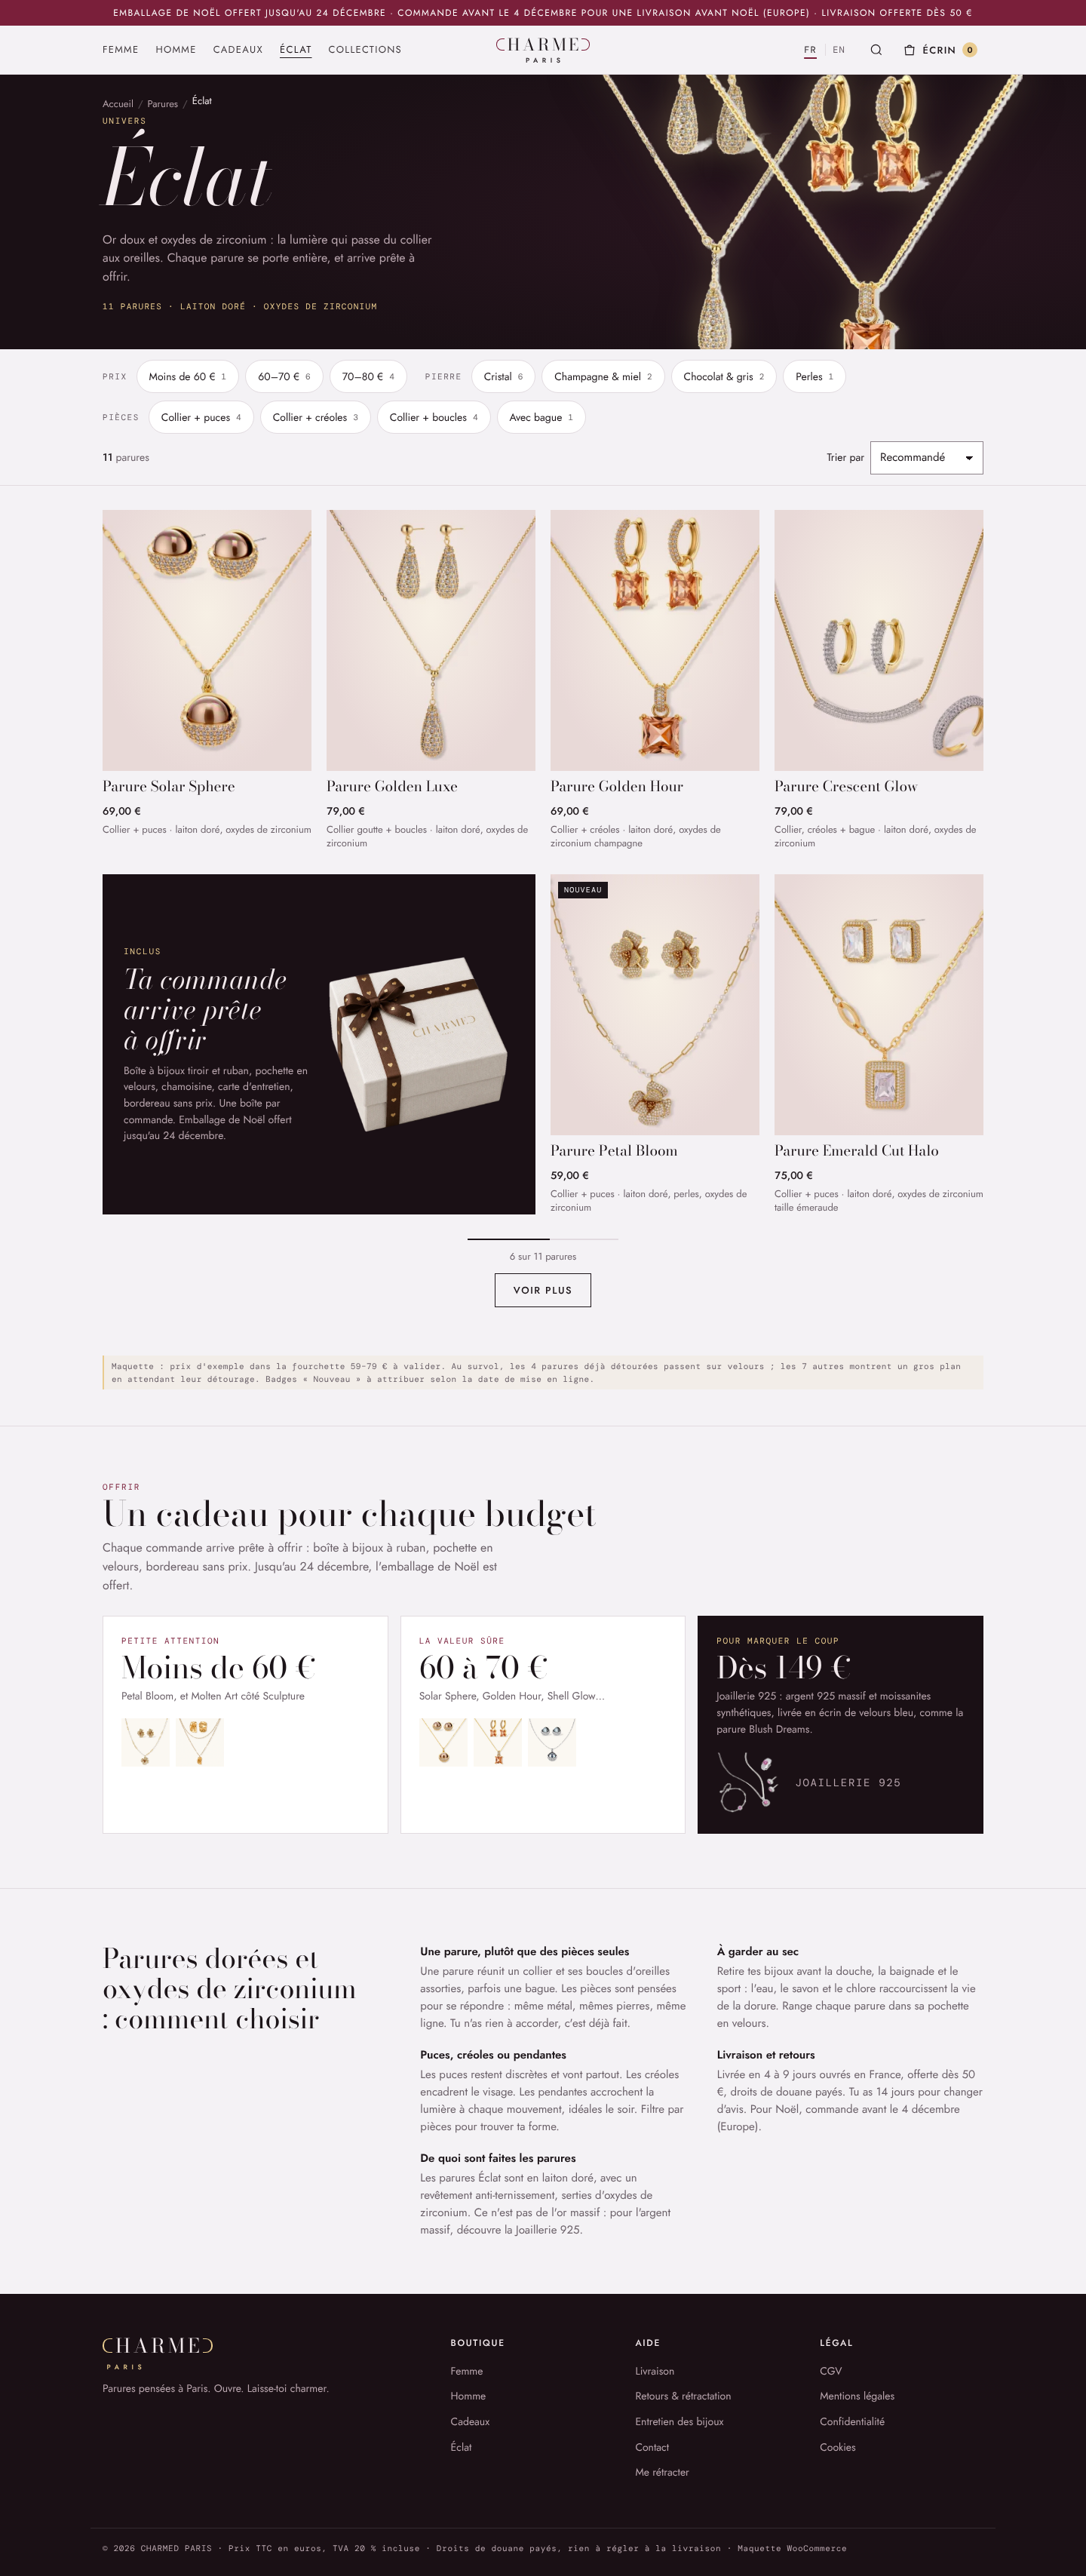 EMBALLAGE DE NOËL OFFERT JUSQU'AU 24 DÉCEMBRE · COMMANDE AVANT LE 4 DÉCEMBRE POUR UNE LIVRAISON AVANT NOËL (EUROPE) · LIVRAISON OFFERTE DÈS 50 €
FEMME HOMME CADEAUX ÉCLAT COLLECTIONS
CHARMED
PARIS
FR EN ÉCRIN 0
Accueil / Parures / Éclat
UNIVERS
Éclat
Or doux et oxydes de zirconium : la lumière qui passe du collier
aux oreilles. Chaque parure se porte entière, et arrive prête à
offrir.
11 PARURES · LAITON DORÉ · OXYDES DE ZIRCONIUM
PRIX Moins de 60 € 1 60–70 € 6 70–80 € 4 PIERRE Cristal 6 Champagne & miel 2 Chocolat & gris 2 Perles 1
PIÈCES Collier + puces 4 Collier + créoles 3 Collier + boucles 4 Avec bague 1
11 parures
Trier par Recommandé
Parure Solar Sphere
69,00 €
Collier + puces · laiton doré, oxydes de zirconium
Parure Golden Luxe
79,00 €
Collier goutte + boucles · laiton doré, oxydes de
zirconium
Parure Golden Hour
69,00 €
Collier + créoles · laiton doré, oxydes de
zirconium champagne
Parure Crescent Glow
79,00 €
Collier, créoles + bague · laiton doré, oxydes de
zirconium
INCLUS
Ta commande
arrive prête
à offrir
Boîte à bijoux tiroir et ruban, pochette en
velours, chamoisine, carte d'entretien,
bordereau sans prix. Une boîte par
commande. Emballage de Noël offert
jusqu'au 24 décembre.
CHARMED
NOUVEAU
Parure Petal Bloom
59,00 €
Collier + puces · laiton doré, perles, oxydes de
zirconium
Parure Emerald Cut Halo
75,00 €
Collier + puces · laiton doré, oxydes de zirconium
taille émeraude
6 sur 11 parures
VOIR PLUS
Maquette : prix d'exemple dans la fourchette 59–79 € à valider. Au survol, les 4 parures déjà détourées passent sur velours ; les 7 autres montrent un gros plan
en attendant leur détourage. Badges « Nouveau » à attribuer selon la date de mise en ligne.
OFFRIR
Un cadeau pour chaque budget
Chaque commande arrive prête à offrir : boîte à bijoux à ruban, pochette en
velours, bordereau sans prix. Jusqu'au 24 décembre, l'emballage de Noël est
offert.
PETITE ATTENTION
Moins de 60 €
Petal Bloom, et Molten Art côté Sculpture
LA VALEUR SÛRE
60 à 70 €
Solar Sphere, Golden Hour, Shell Glow…
POUR MARQUER LE COUP
Dès 149 €
Joaillerie 925 : argent 925 massif et moissanites
synthétiques, livrée en écrin de velours bleu, comme la
parure Blush Dreams.
JOAILLERIE 925
Parures dorées et
oxydes de zirconium
: comment choisir
Une parure, plutôt que des pièces seules
Une parure réunit un collier et ses boucles d'oreilles
assorties, parfois une bague. Les pièces sont pensées
pour se répondre : même métal, mêmes pierres, même
ligne. Tu n'as rien à accorder, c'est déjà fait.
Puces, créoles ou pendantes
Les puces restent discrètes et vont partout. Les créoles
encadrent le visage. Les pendantes accrochent la
lumière à chaque mouvement, idéales le soir. Filtre par
pièces pour trouver ta forme.
De quoi sont faites les parures
Les parures Éclat sont en laiton doré, avec un
revêtement anti-ternissement, serties d'oxydes de
zirconium. Ce n'est pas de l'or massif : pour l'argent
massif, découvre la Joaillerie 925.
À garder au sec
Retire tes bijoux avant la douche, la baignade et le
sport : l'eau, le savon et le chlore raccourcissent la vie
de la dorure. Range chaque parure dans sa pochette
en velours.
Livraison et retours
Livrée en 4 à 9 jours ouvrés en France, offerte dès 50
€, droits de douane payés. Tu as 14 jours pour changer
d'avis. Pour Noël, commande avant le 4 décembre
(Europe).
CHARMED
PARIS
Parures pensées à Paris. Ouvre. Laisse-toi charmer.
BOUTIQUE
Femme
Homme
Cadeaux
Éclat
AIDE
Livraison
Retours & rétractation
Entretien des bijoux
Contact
Me rétracter
LÉGAL
CGV
Mentions légales
Confidentialité
Cookies
© 2026 CHARMED PARIS · Prix TTC en euros, TVA 20 % incluse · Droits de douane payés, rien à régler à la livraison · Maquette WooCommerce